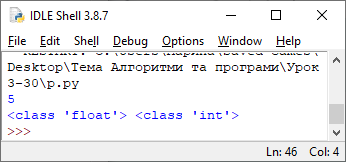 IDLE Shell 3.8.7
File Edit Shell Debug Options Window Help
Desktop\Тема Алгоритми та програми\Урок
3-30\p.py
5
<class 'float'> <class 'int'>
>>>
Ln: 46 Col: 4